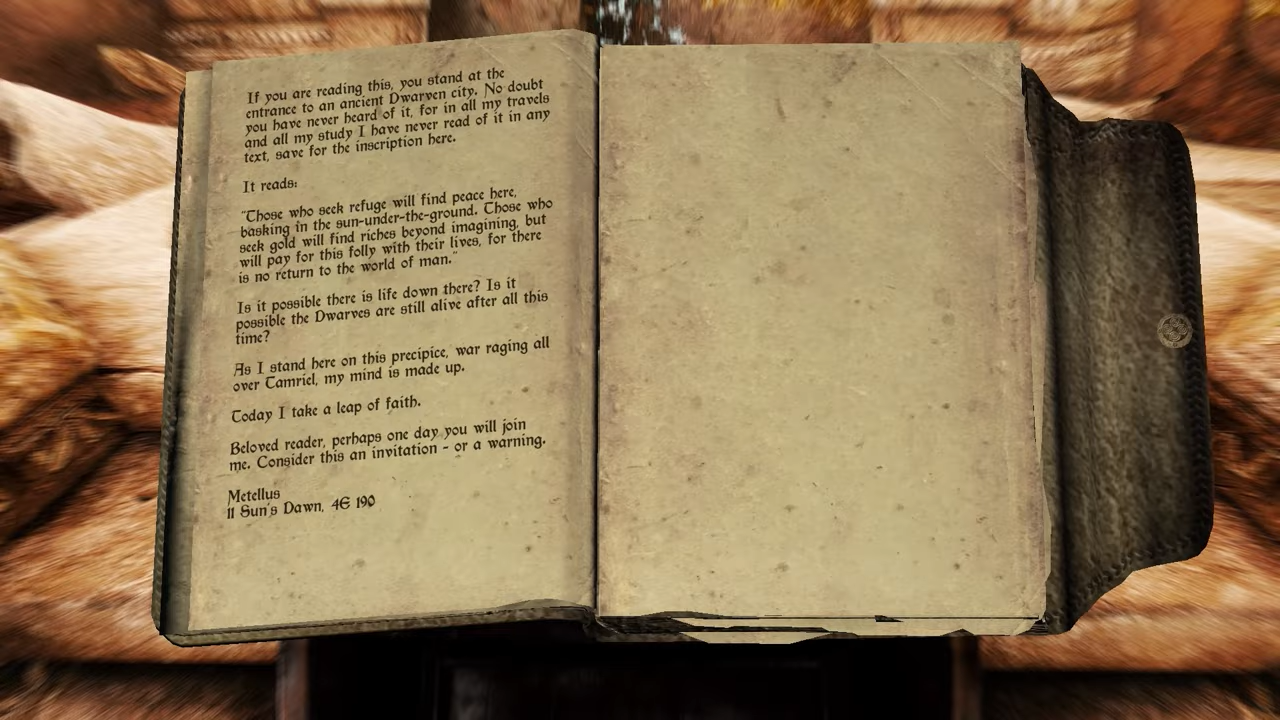 If you are reading this, you stand at the
entrance to an ancient Dwarven city. No doubt
you have never heard of it, for in all my travels
and all my study I have never read of it in any
text, save for the inscription here.
It reads:
"Those who seek refuge will find peace here,
basking in the sun-under-the-ground. Those who
seek gold will find riches beyond imagining, but
will pay for this folly with their lives, for there
is no return to the world of man."
Is it possible there is life down there? Is it
possible the Dwarves are still alive after all this
time?
As I stand here on this precipice, war raging all
over Tamriel, my mind is made up.
Today I take a leap of faith.
Beloved reader, perhaps one day you will join
me. Consider this an invitation - or a warning.
Metellus
11 Sun's Dawn, 4E 190